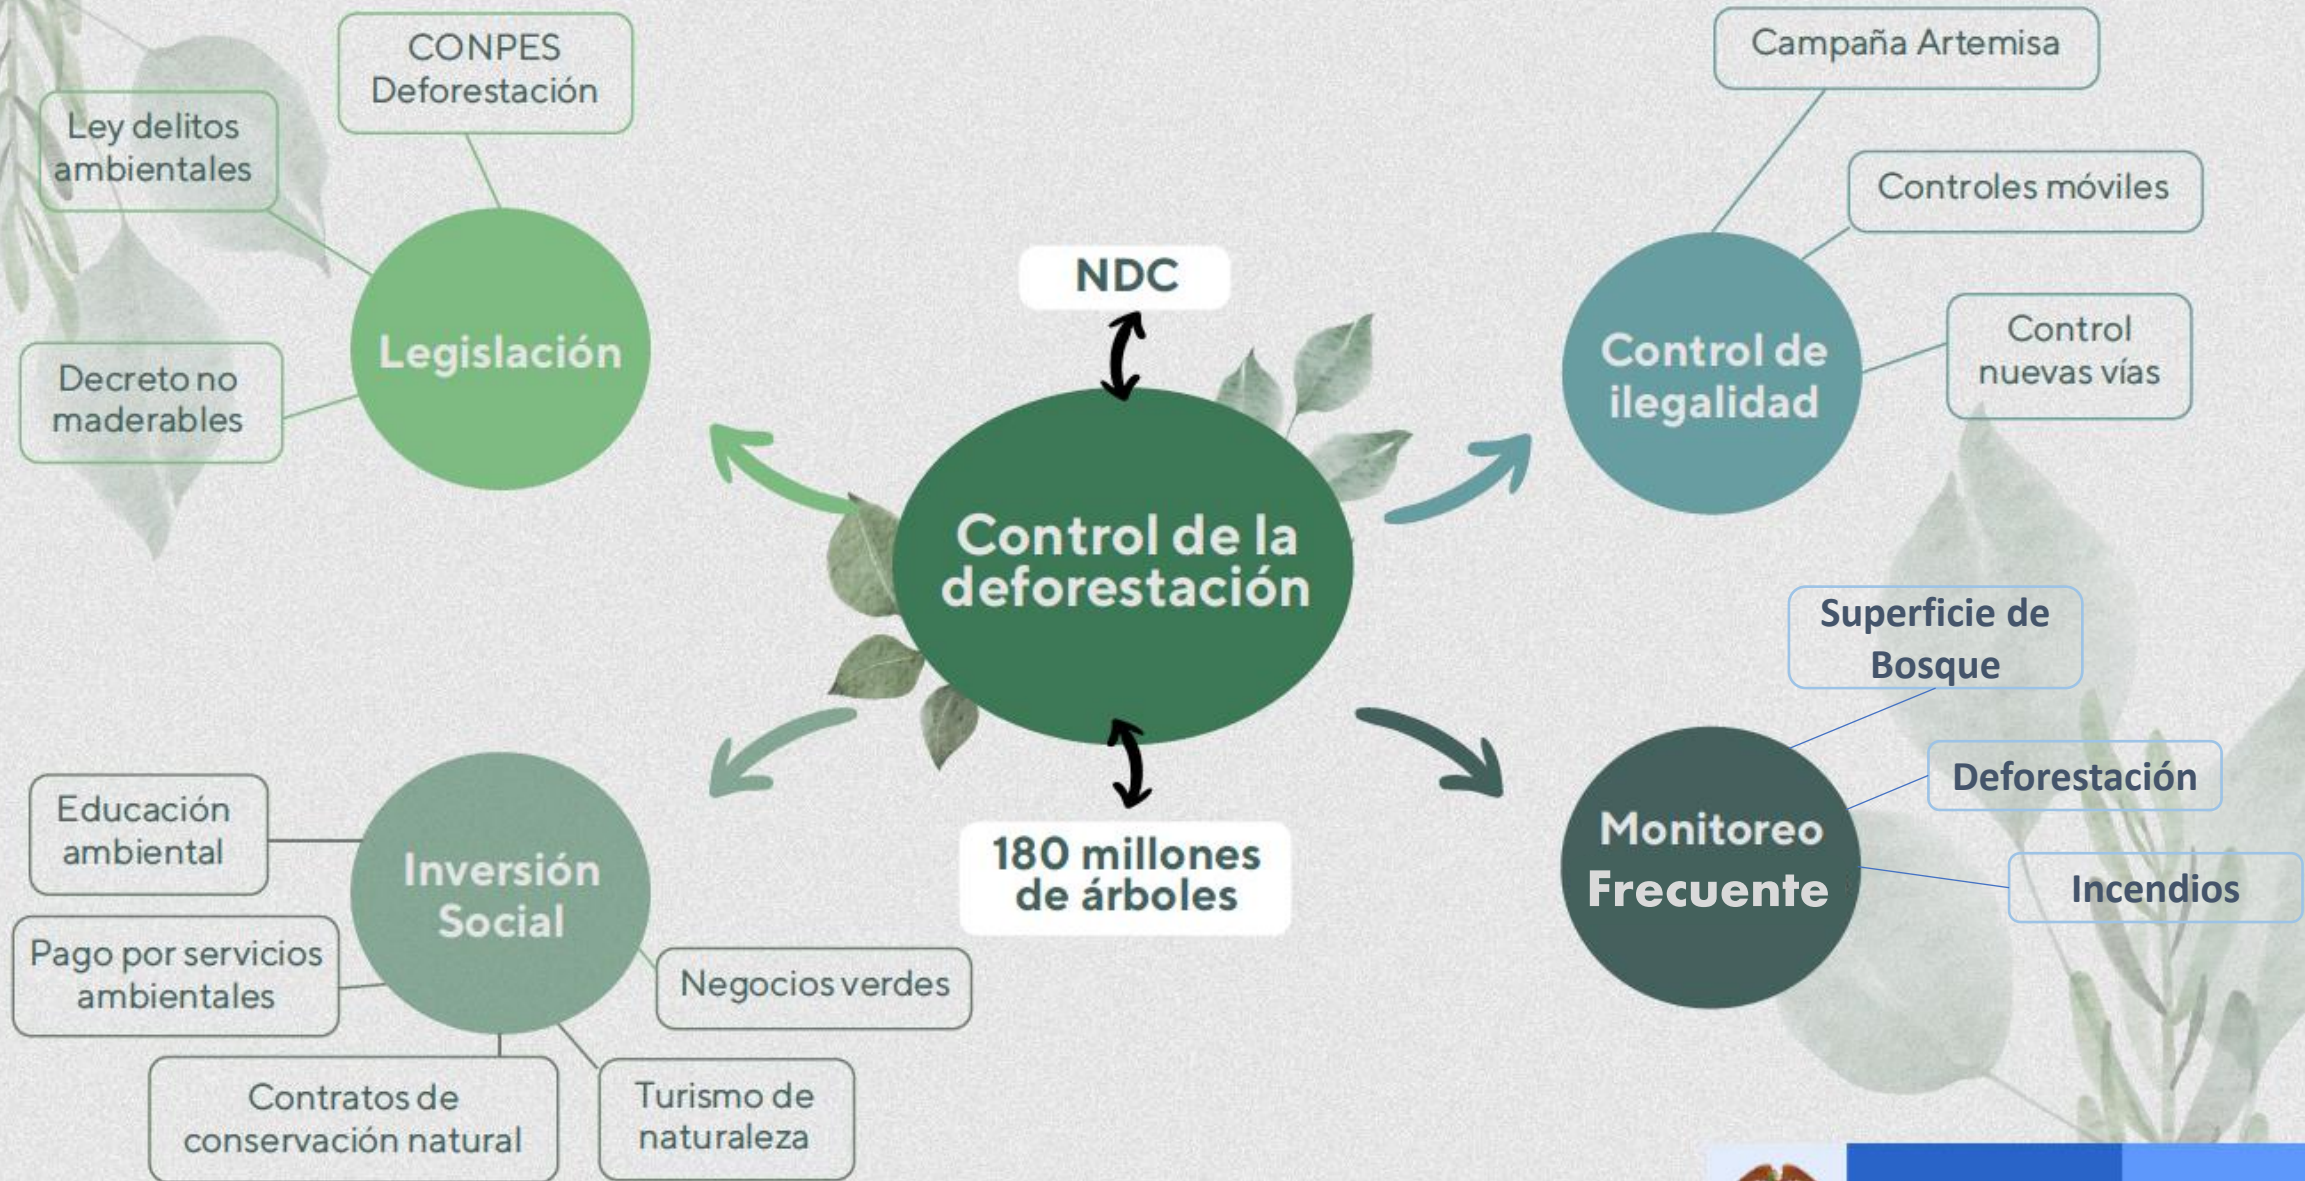 CONPES
Deforestación
Ley delitos
ambientales
Decreto no
maderables
Legislación
NDC
Control de la
deforestación
180 millones
de árboles
Campaña Artemisa
Controles móviles
Control
nuevas vías
Control de
ilegalidad
Superficie de
Bosque
Deforestación
Incendios
Monitoreo
Frecuente
Educación
ambiental
Inversión
Social
Pago por servicios
ambientales
Negocios verdes
Contratos de
conservación natural
Turismo de
naturaleza